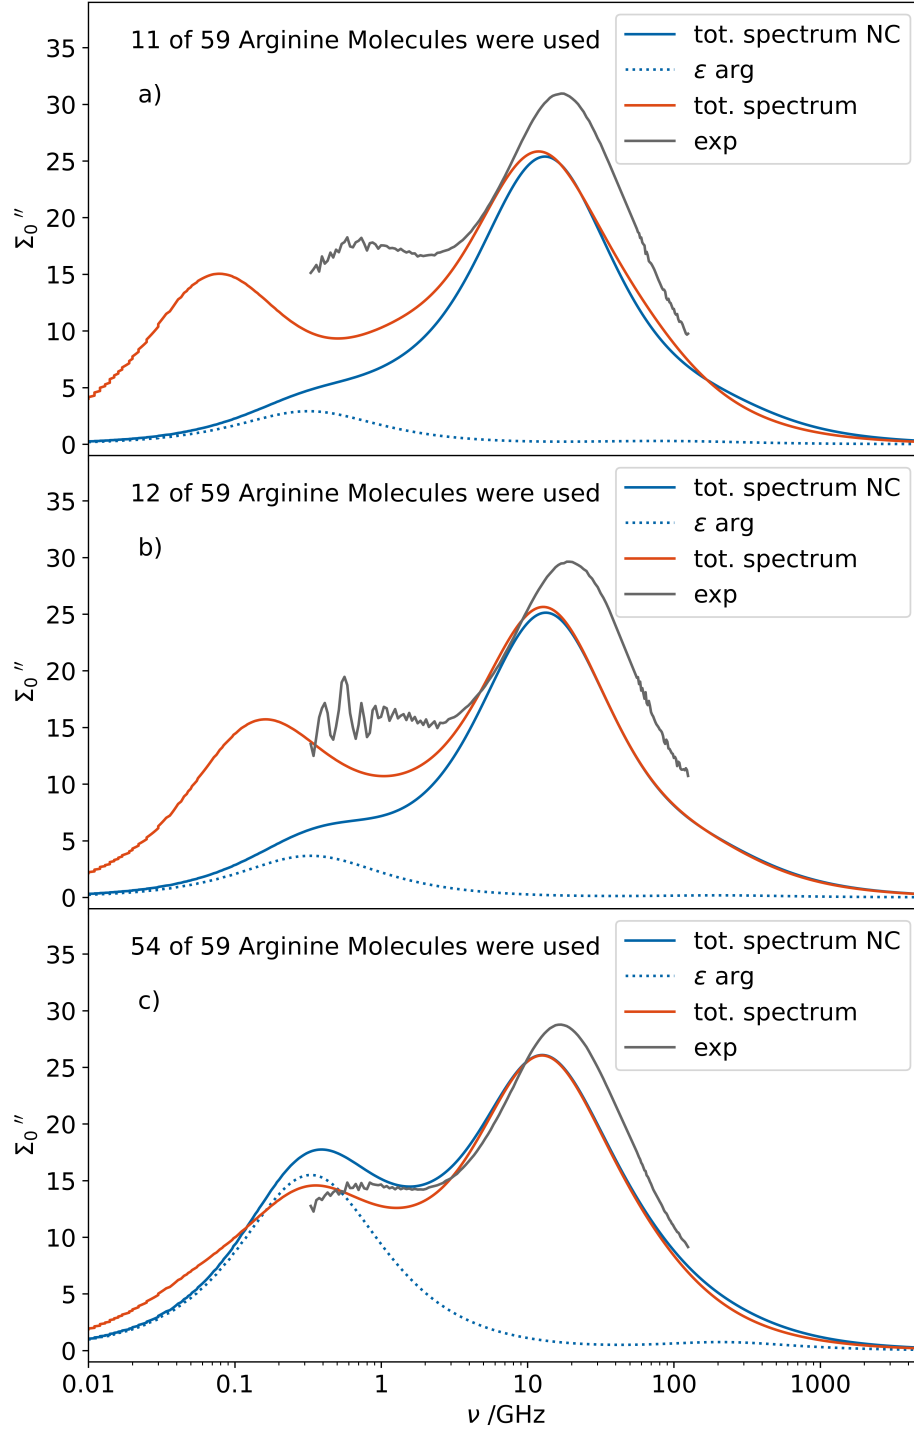 11 of 59 Arginine Molecules were used
a)
tot. spectrum NC
ε arg
tot. spectrum
exp
35
30
25
20
15
10
5
0
Σ₀″
12 of 59 Arginine Molecules were used
b)
tot. spectrum NC
ε arg
tot. spectrum
exp
35
30
25
20
15
10
5
0
Σ₀″
54 of 59 Arginine Molecules were used
c)
tot. spectrum NC
ε arg
tot. spectrum
exp
35
30
25
20
15
10
5
0
Σ₀″
0.01 0.1 1 10 100 1000
ν /GHz